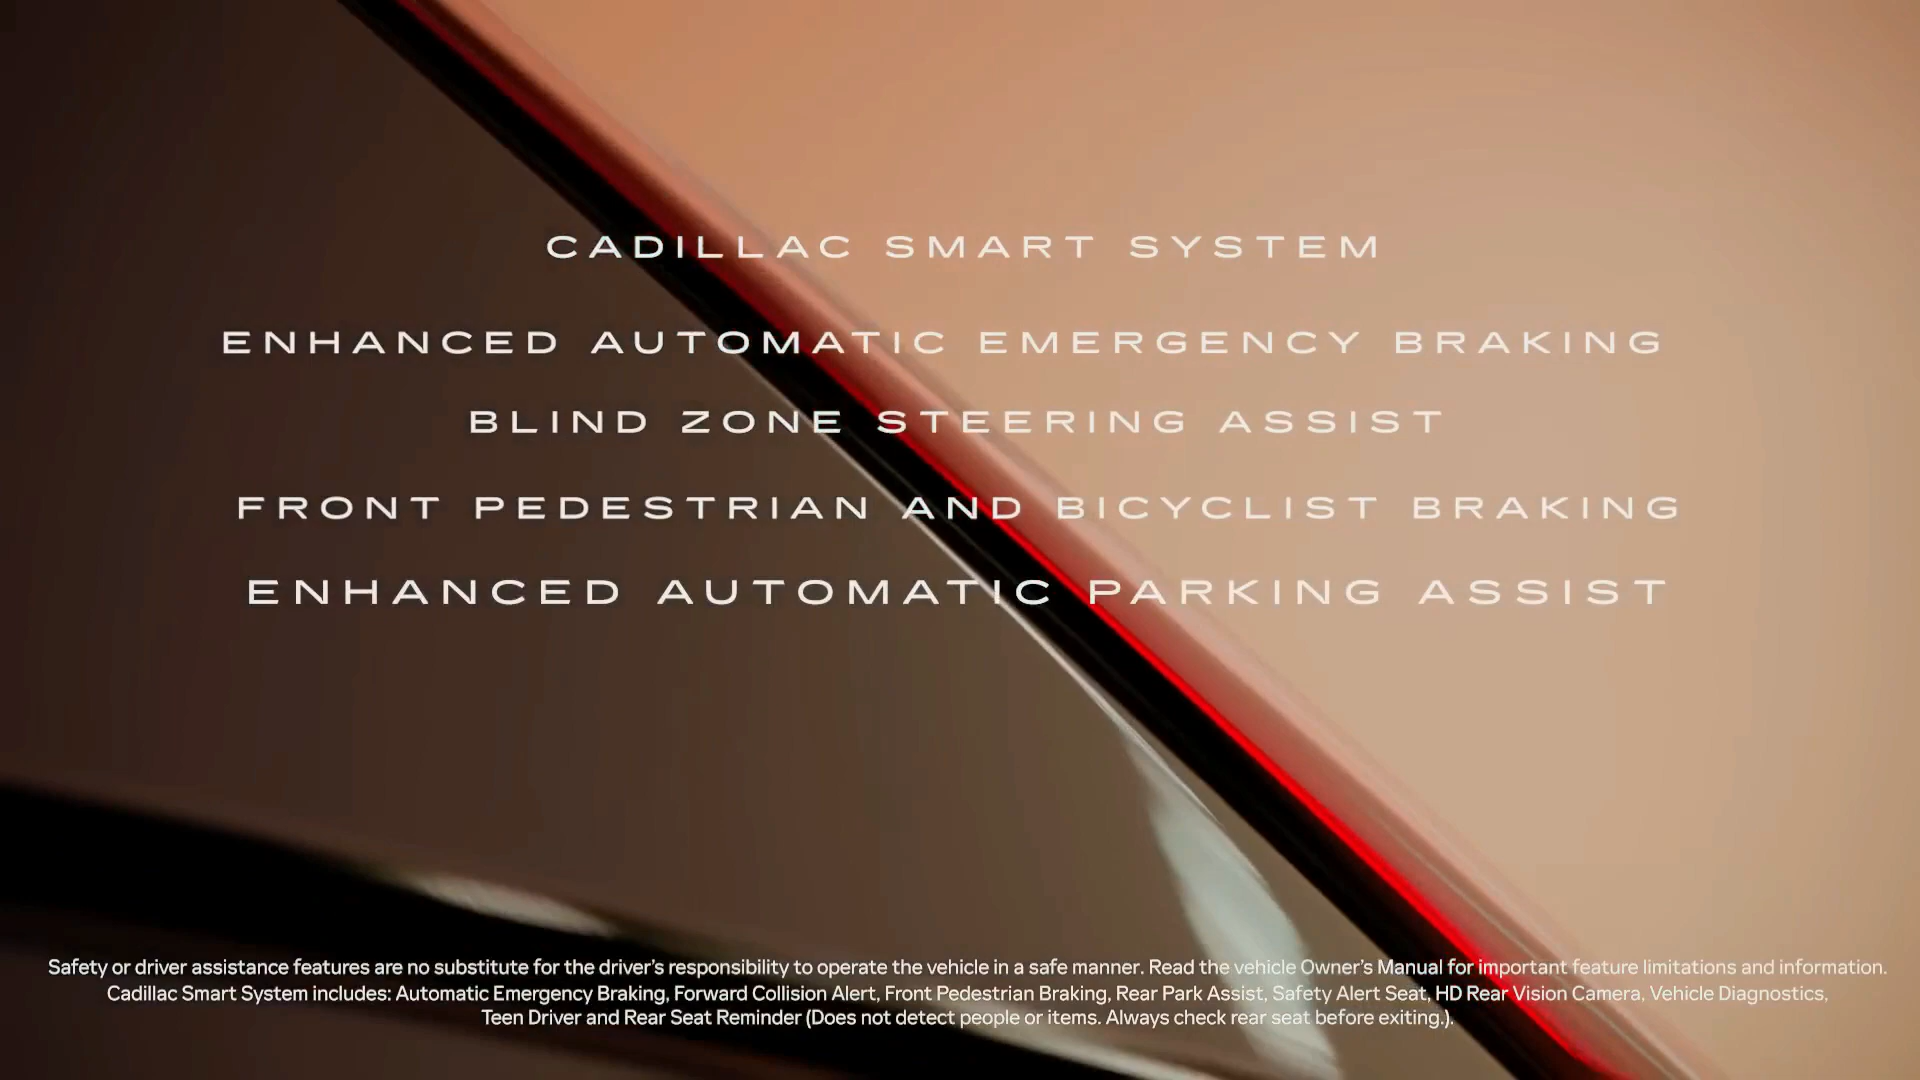 CADILLAC SMART SYSTEM
ENHANCED AUTOMATIC EMERGENCY BRAKING
BLIND ZONE STEERING ASSIST
FRONT PEDESTRIAN AND BICYCLIST BRAKING
ENHANCED AUTOMATIC PARKING ASSIST
Safety or driver assistance features are no substitute for the driver's responsibility to operate the vehicle in a safe manner. Read the vehicle Owner's Manual for important feature limitations and information.
Cadillac Smart System includes: Automatic Emergency Braking, Forward Collision Alert, Front Pedestrian Braking, Rear Park Assist, Safety Alert Seat, HD Rear Vision Camera, Vehicle Diagnostics,
Teen Driver and Rear Seat Reminder (Does not detect people or items. Always check rear seat before exiting.).